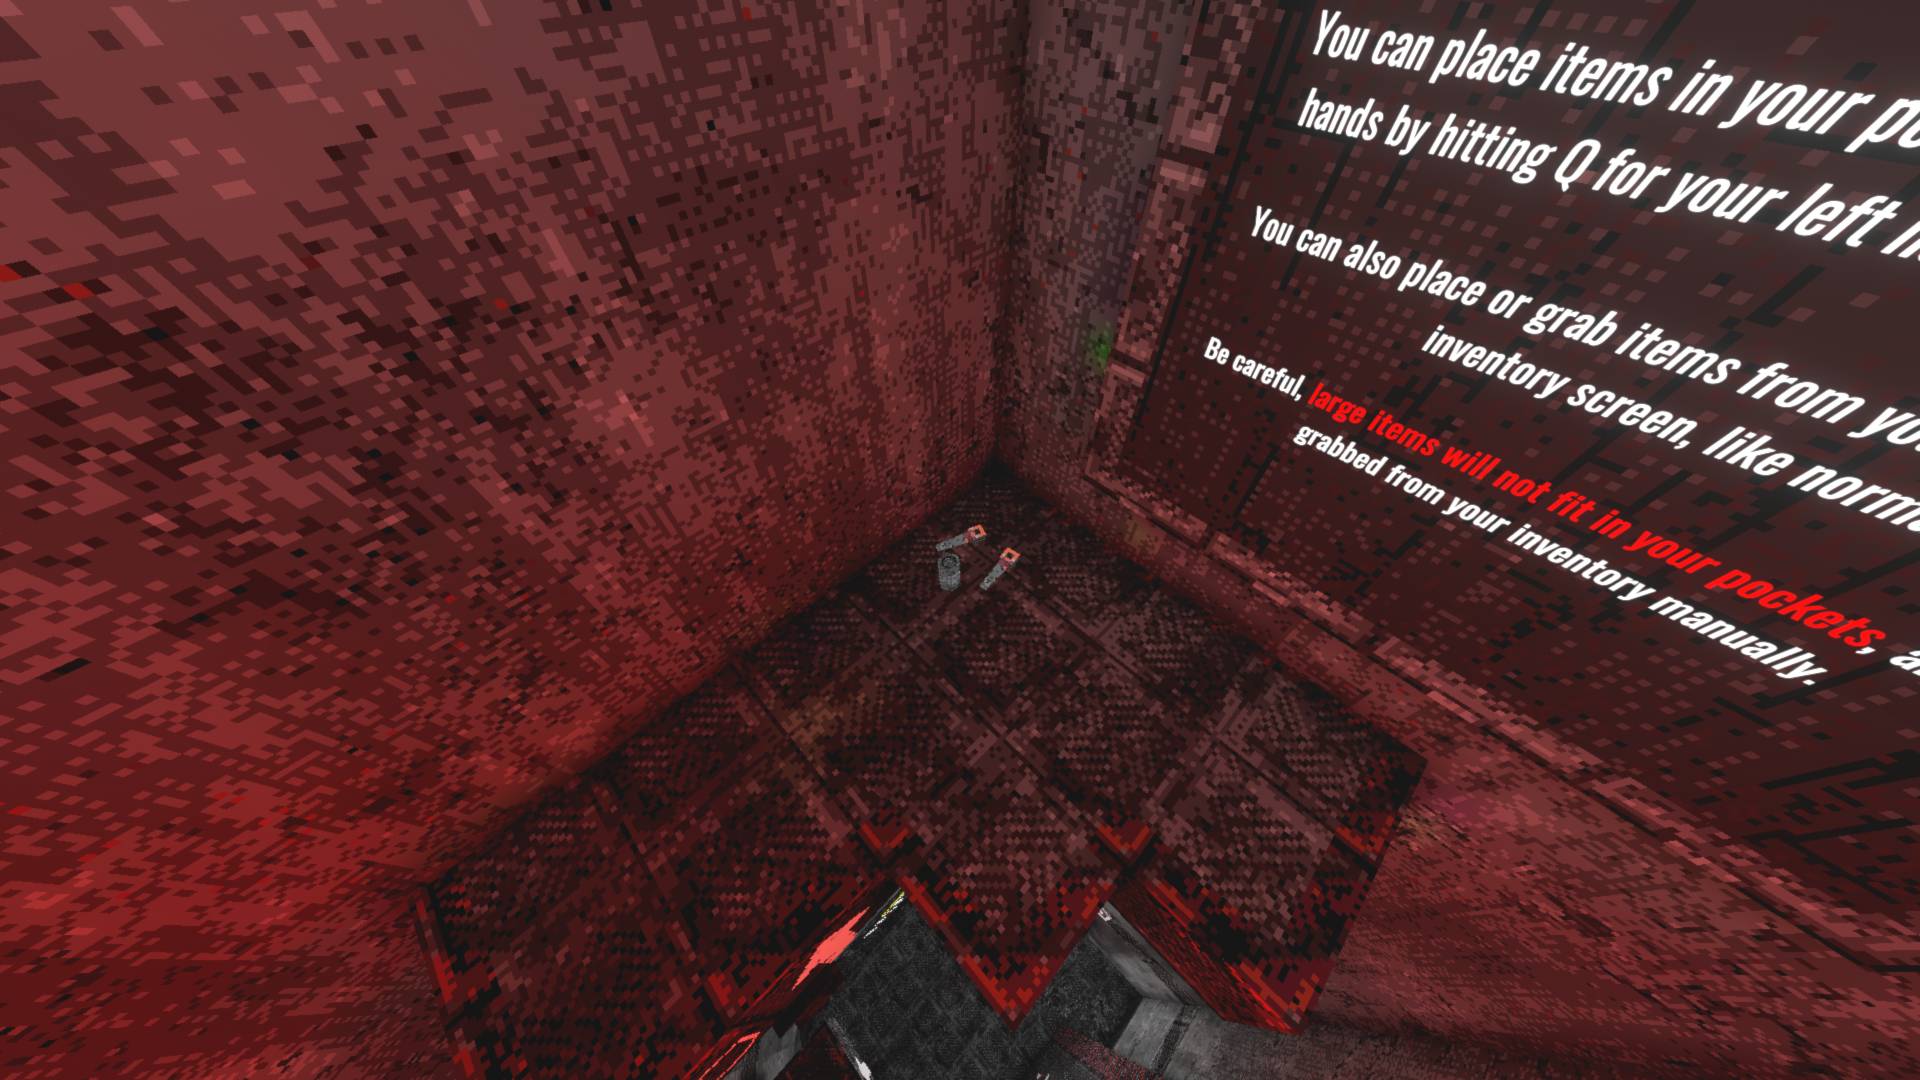 You can place items in your
hands by hitting Q for your left
You can also place or grab items from
inventory screen, like
Be careful, large items will not fit in your pockets,
grabbed from your inventory manually.